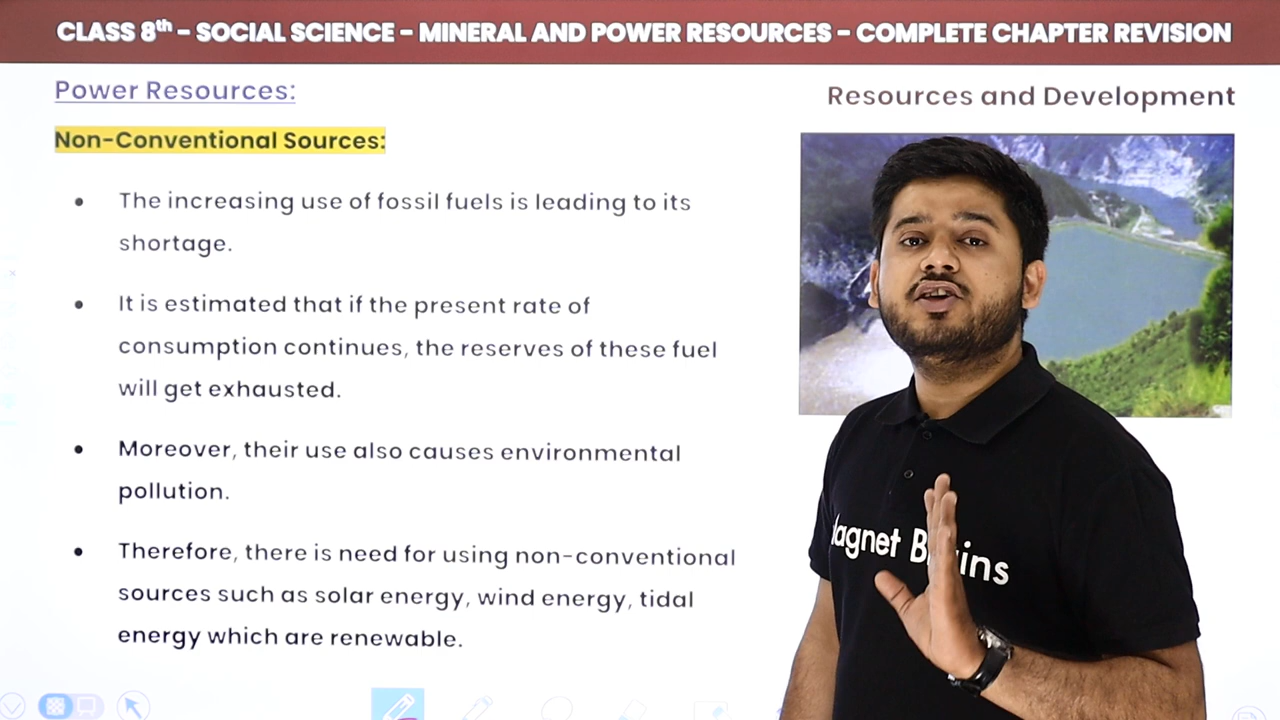 CLASS 8th – SOCIAL SCIENCE – MINERAL AND POWER RESOURCES – COMPLETE CHAPTER REVISION
Power Resources:
Resources and Development
Non-Conventional Sources:
• The increasing use of fossil fuels is leading to its
shortage.
• It is estimated that if the present rate of
consumption continues, the reserves of these fuel
will get exhausted.
• Moreover, their use also causes environmental
pollution.
• Therefore, there is need for using non-conventional
sources such as solar energy, wind energy, tidal
energy which are renewable.